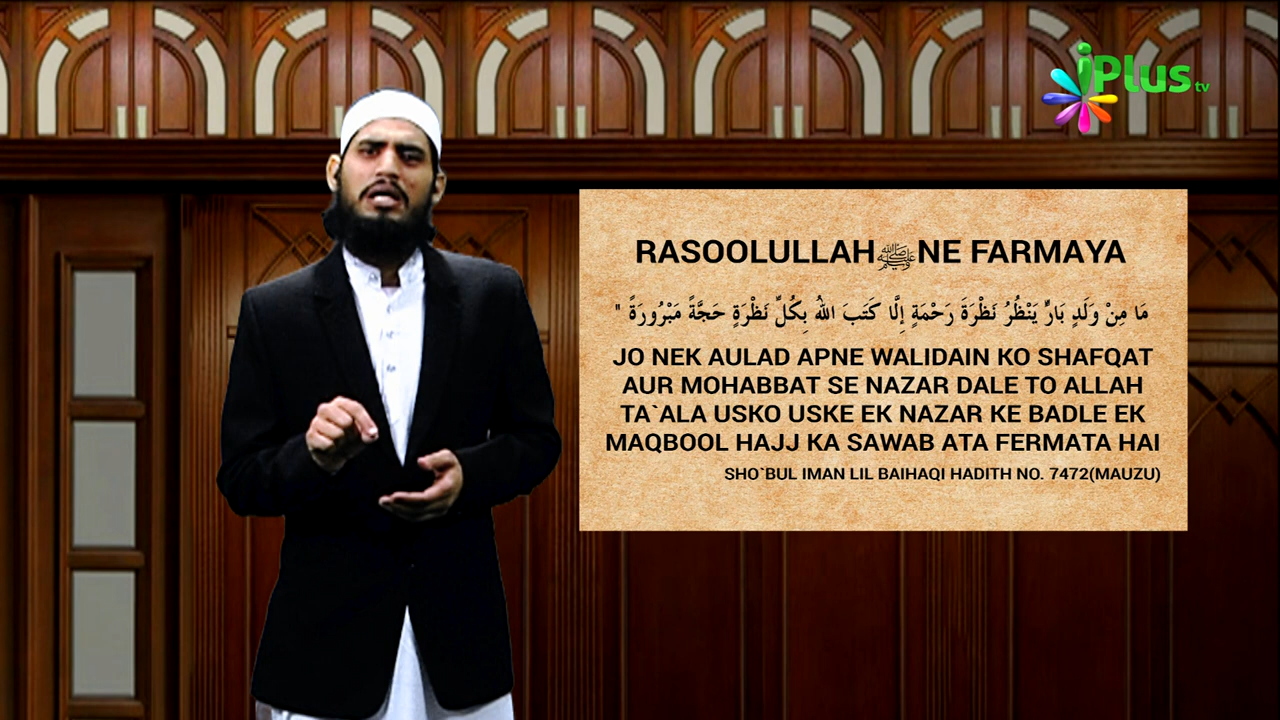 iPlus tv
RASOOLULLAH ﷺ NE FARMAYA
مَا مِنْ وَلَدٍ بَارٍّ يَنْظُرُ نَظْرَةَ رَحْمَةٍ إِلَّا كَتَبَ اللهُ بِكُلِّ نَظْرَةٍ حَجَّةً مَبْرُورَةً "
JO NEK AULAD APNE WALIDAIN KO SHAFQAT
AUR MOHABBAT SE NAZAR DALE TO ALLAH
TA`ALA USKO USKE EK NAZAR KE BADLE EK
MAQBOOL HAJJ KA SAWAB ATA FERMATA HAI
SHO`BUL IMAN LIL BAIHAQI HADITH NO. 7472(MAUZU)